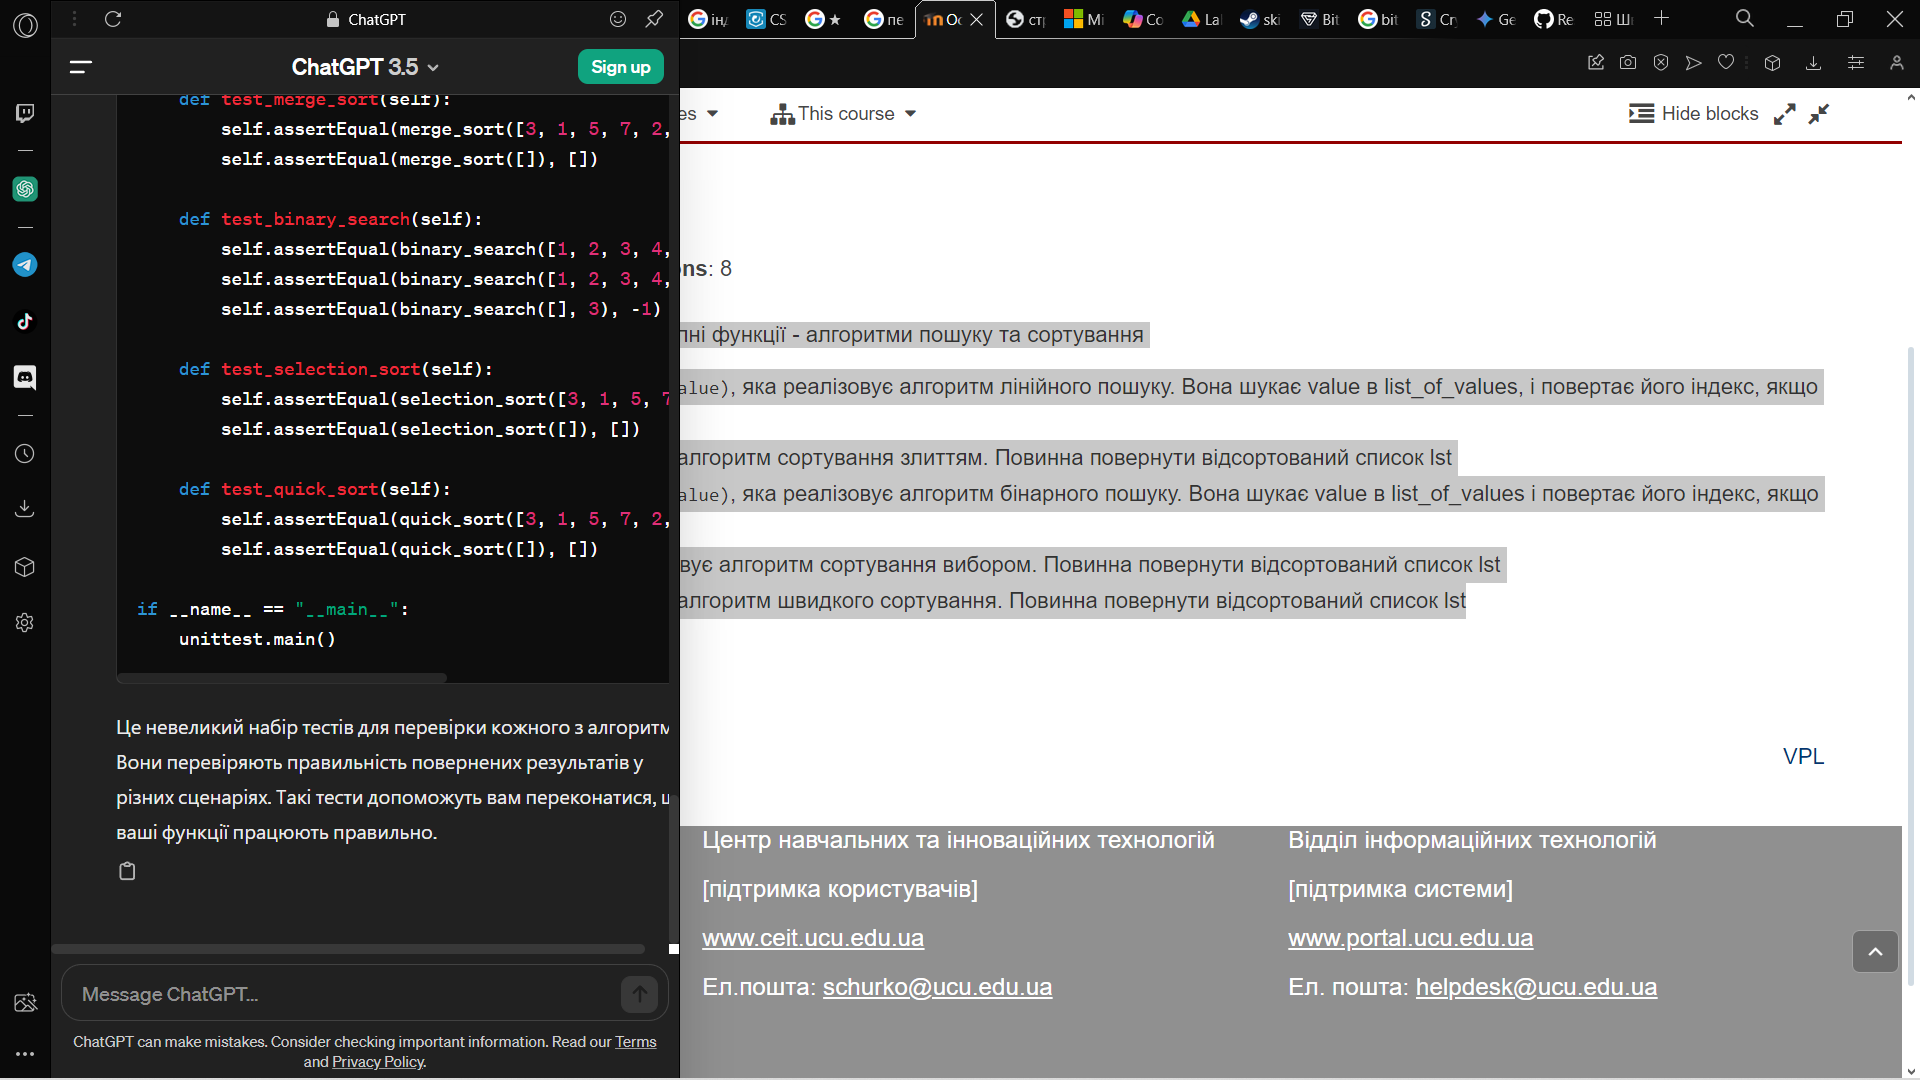 ChatGPT
ChatGPT 3.5
Sign up
def test_merge_sort(self):
self.assertEqual(merge_sort([3, 1, 5, 7, 2,
self.assertEqual(merge_sort([]), [])
def test_binary_search(self):
self.assertEqual(binary_search([1, 2, 3, 4,
self.assertEqual(binary_search([1, 2, 3, 4,
self.assertEqual(binary_search([], 3), -1)
def test_selection_sort(self):
self.assertEqual(selection_sort([3, 1, 5, 7
self.assertEqual(selection_sort([]), [])
def test_quick_sort(self):
self.assertEqual(quick_sort([3, 1, 5, 7, 2,
self.assertEqual(quick_sort([]), [])
if __name__ == "__main__":
unittest.main()
Це невеликий набір тестів для перевірки кожного з алгоритм
Вони перевіряють правильність повернених результатів у
різних сценаріях. Такі тести допоможуть вам переконатися, щ
ваші функції працюють правильно.
Message ChatGPT...
ChatGPT can make mistakes. Consider checking important information. Read our Terms
and Privacy Policy.
інд
CS
пе
Oc
ст
Mi
Co
La
ski
Bit
bit
Cry
Ge
Re
Ш
es
This course
Hide blocks
ons: 8
пні функції - алгоритми пошуку та сортування
alue), яка реалізовує алгоритм лінійного пошуку. Вона шукає value в list_of_values, і повертає його індекс, якщо
алгоритм сортування злиттям. Повинна повернути відсортований список lst
alue), яка реалізовує алгоритм бінарного пошуку. Вона шукає value в list_of_values і повертає його індекс, якщо
вує алгоритм сортування вибором. Повинна повернути відсортований список lst
алгоритм швидкого сортування. Повинна повернути відсортований список lst
VPL
Центр навчальних та інноваційних технологій
[підтримка користувачів]
www.ceit.ucu.edu.ua
Ел.пошта: schurko@ucu.edu.ua
Відділ інформаційних технологій
[підтримка системи]
www.portal.ucu.edu.ua
Ел. пошта: helpdesk@ucu.edu.ua